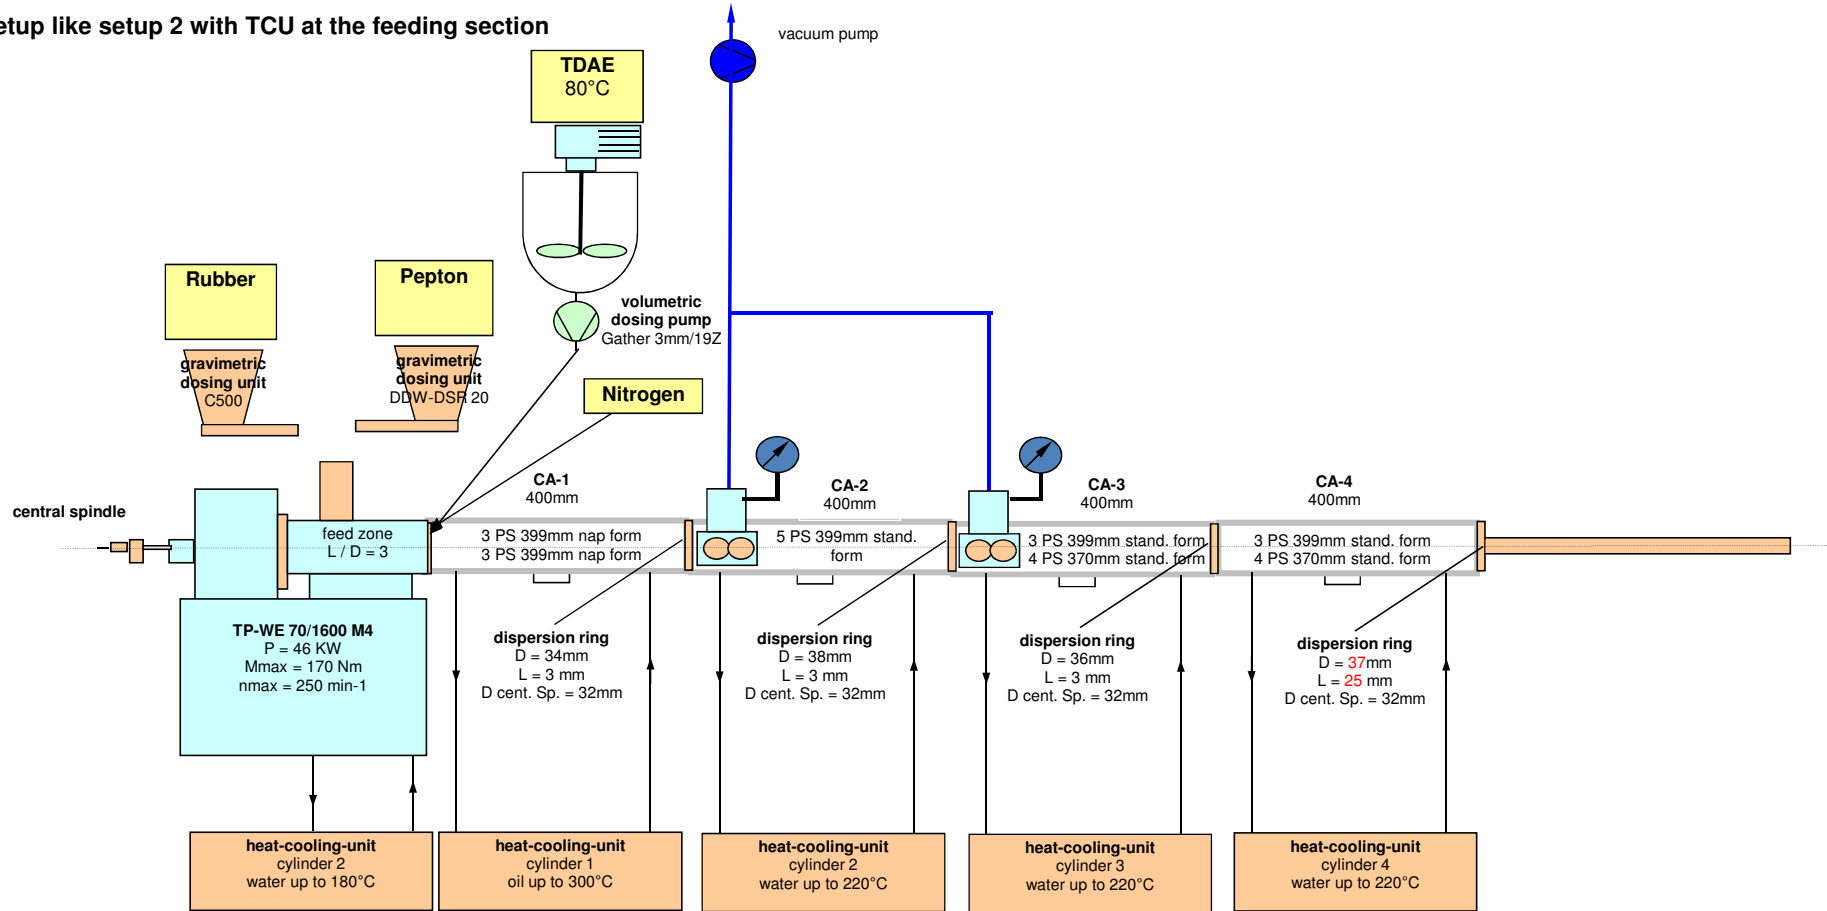 etup like setup 2 with TCU at the feeding section
vacuum pump
TDAE
80°C
Rubber
Pepton
volumetric
dosing pump
Gather 3mm/19Z
gravimetric
dosing unit
C500
gravimetric
dosing unit
DDW-DSR 20
Nitrogen
central spindle
feed zone
L / D = 3
CA-1
400mm
3 PS 399mm nap form
3 PS 399mm nap form
CA-2
400mm
5 PS 399mm stand.
form
CA-3
400mm
3 PS 399mm stand. form
4 PS 370mm stand. form
CA-4
400mm
3 PS 399mm stand. form
4 PS 370mm stand. form
TP-WE 70/1600 M4
P = 46 KW
Mmax = 170 Nm
nmax = 250 min-1
dispersion ring
D = 34mm
L = 3 mm
D cent. Sp. = 32mm
dispersion ring
D = 38mm
L = 3 mm
D cent. Sp. = 32mm
dispersion ring
D = 36mm
L = 3 mm
D cent. Sp. = 32mm
dispersion ring
D = 37mm
L = 25 mm
D cent. Sp. = 32mm
heat-cooling-unit
cylinder 2
water up to 180°C
heat-cooling-unit
cylinder 1
oil up to 300°C
heat-cooling-unit
cylinder 2
water up to 220°C
heat-cooling-unit
cylinder 3
water up to 220°C
heat-cooling-unit
cylinder 4
water up to 220°C